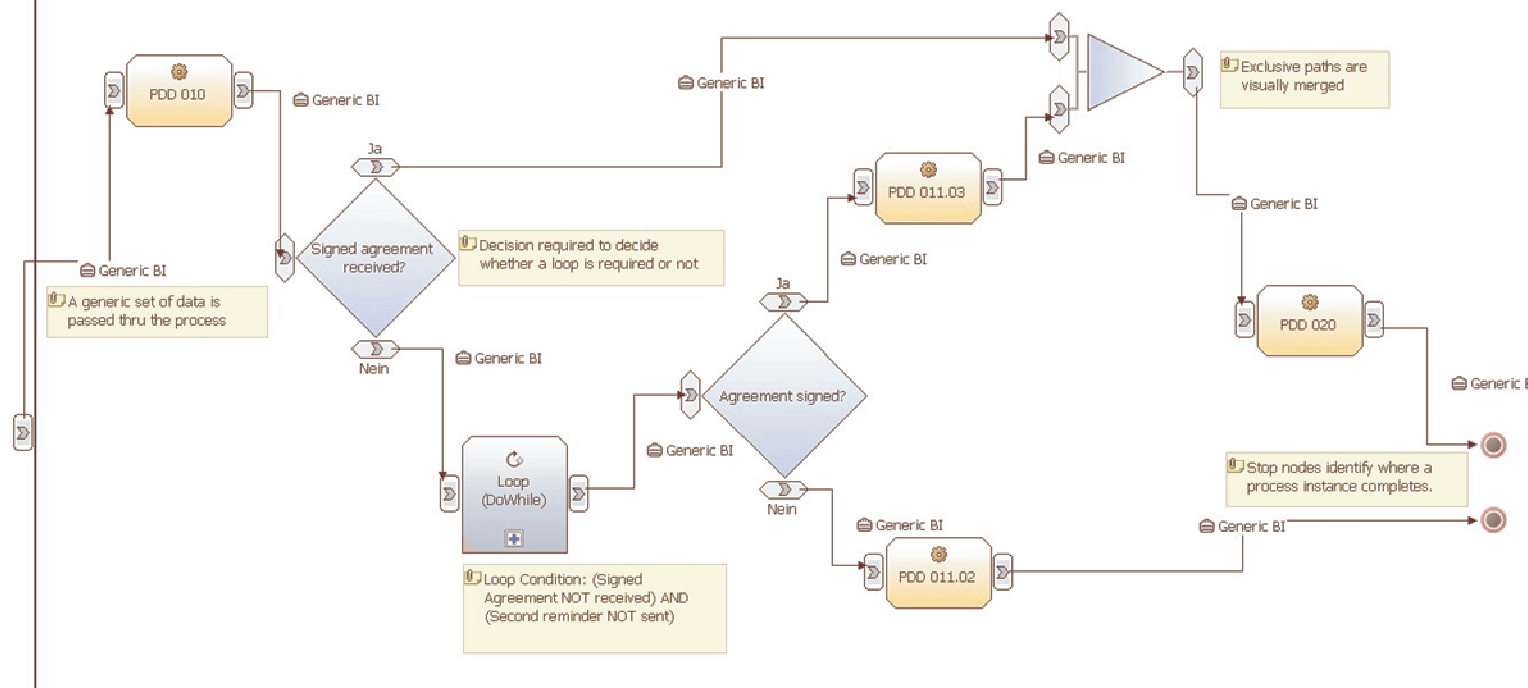 PDD 010
Generic BI
Generic BI
A generic set of data is
passed thru the process
Ja
Signed agreement
received?
Nein
Decision required to decide
whether a loop is required or not
Generic BI
Generic BI
Loop
(DoWhile)
Loop Condition: (Signed
Agreement NOT received) AND
(Second reminder NOT sent)
Generic BI
Ja
Agreement signed?
Nein
Generic BI
PDD 011.03
Generic BI
Exclusive paths are
visually merged
Generic BI
PDD 020
Generic B
Stop nodes identify where a
process instance completes.
Generic BI
PDD 011.02
Generic BI